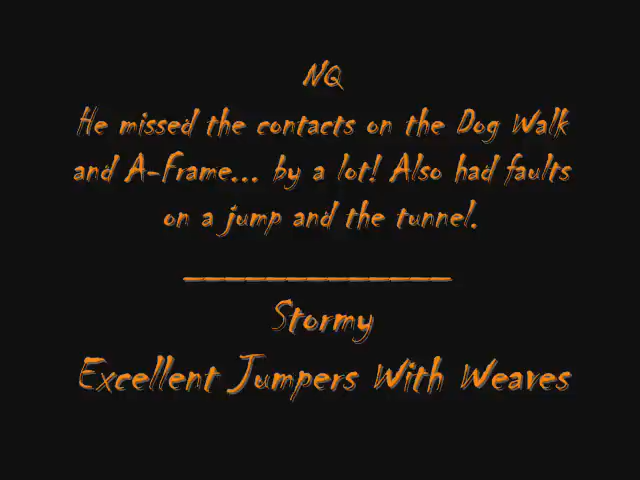 NQ
He missed the contacts on the Dog Walk
and A-Frame... by a lot! Also had faults
on a jump and the tunnel.
_____________
Stormy
Excellent Jumpers With Weaves